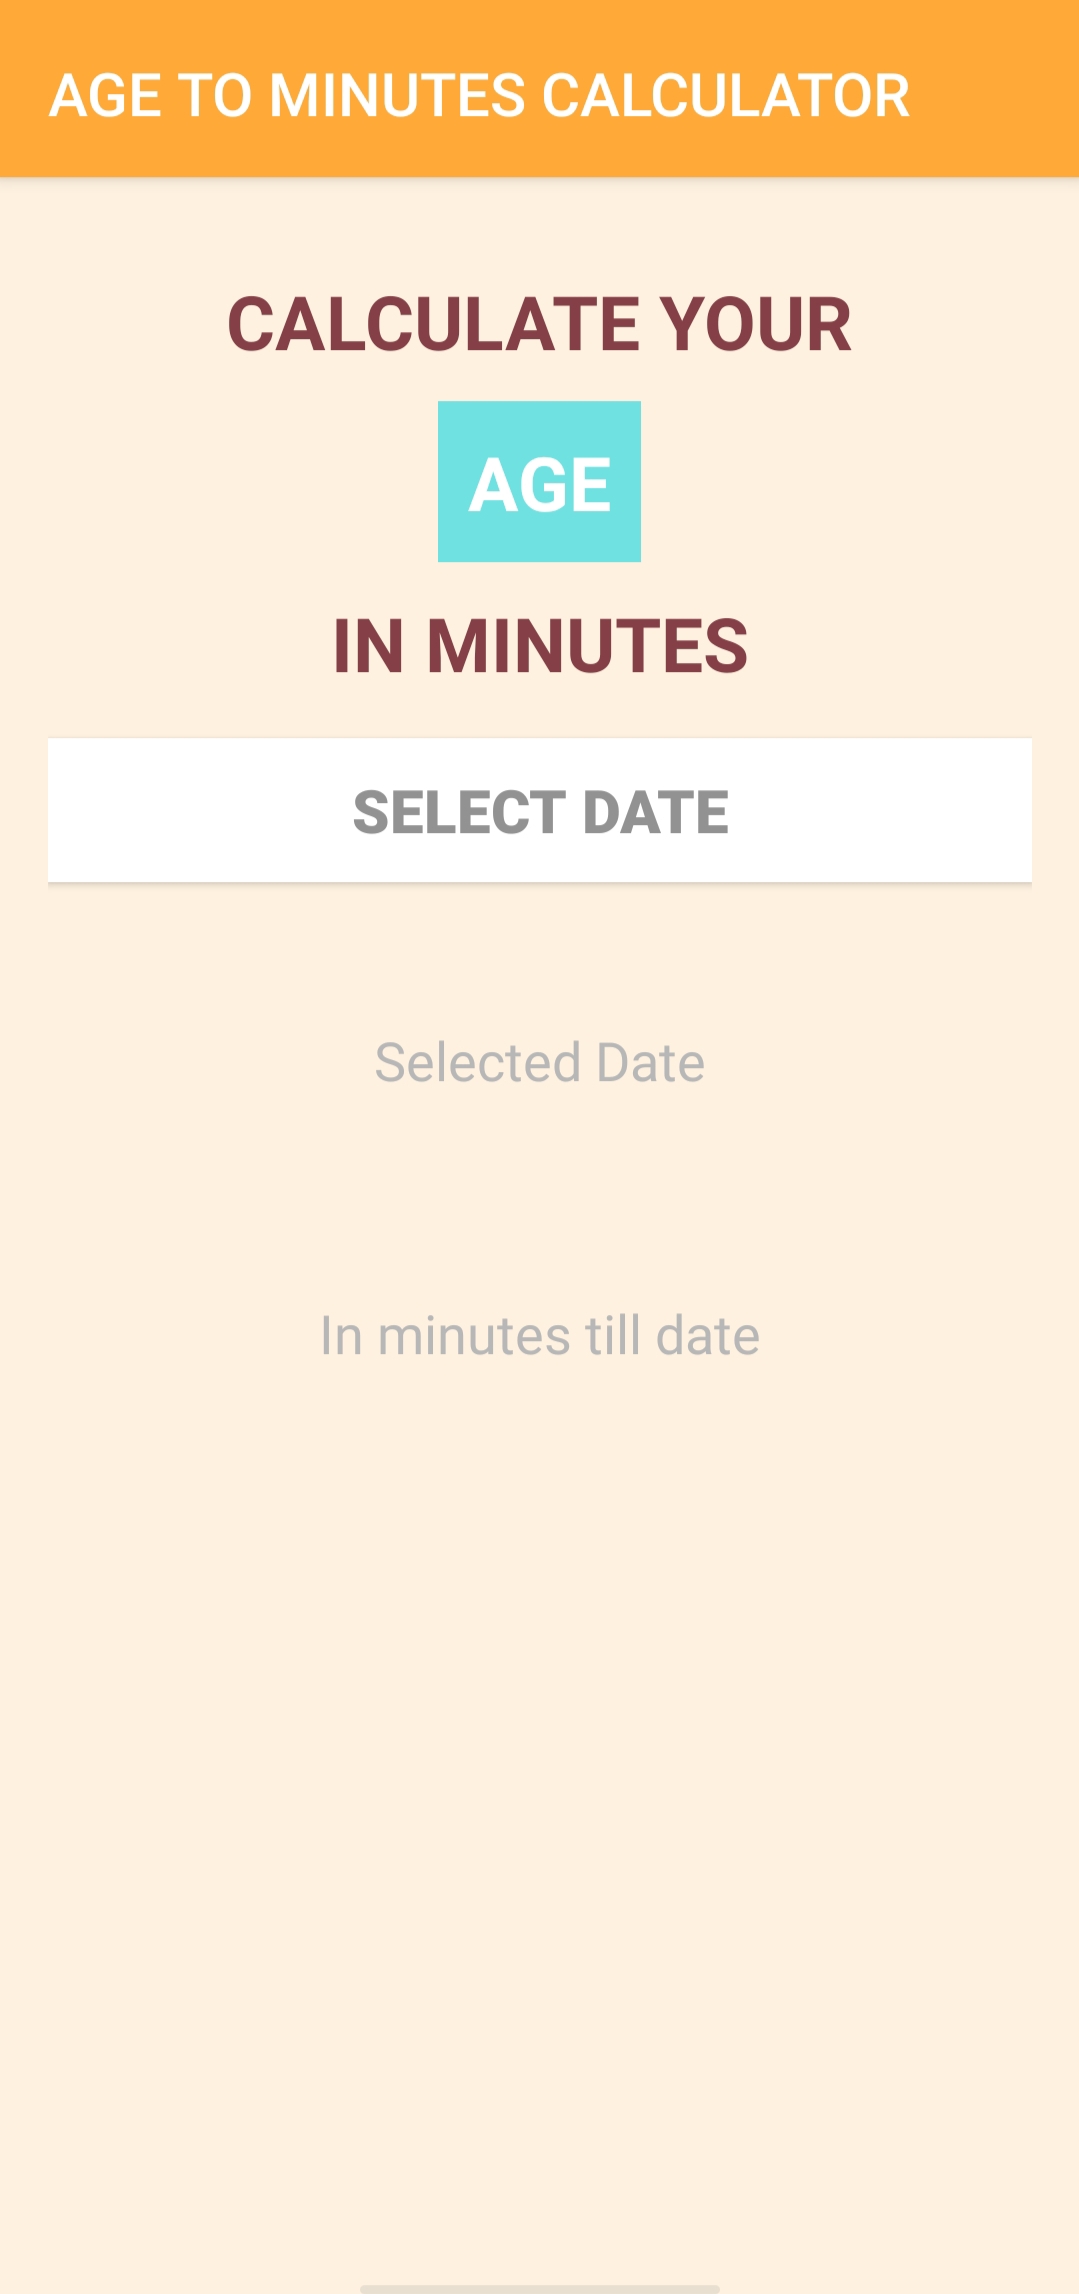 AGE TO MINUTES CALCULATOR
CALCULATE YOUR
AGE
IN MINUTES
SELECT DATE
Selected Date
In minutes till date